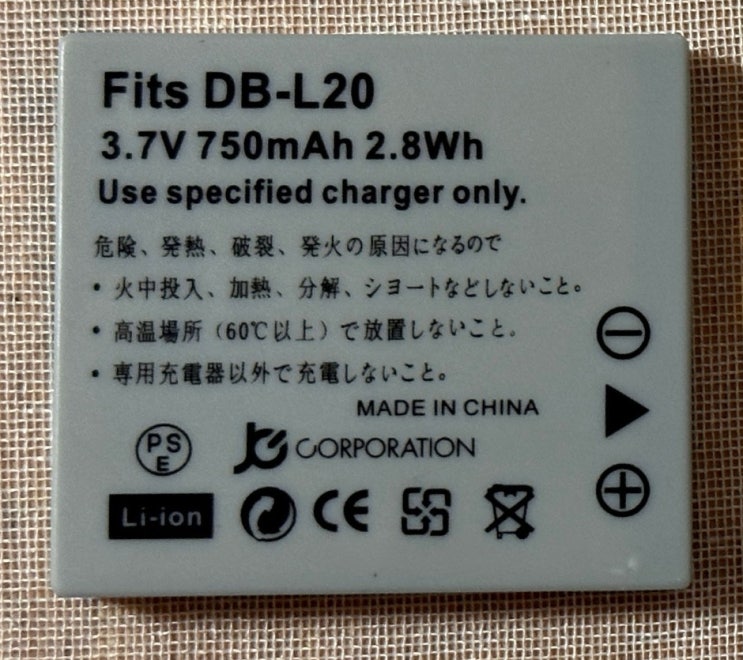 Fits DB-L20
3.7V 750mAh 2.8Wh
Use specified charger only.
危険、発熱、破裂、発火の原因になるので
・火中投入、加熱、分解、ショートなどしないこと。
・高温場所（60℃以上）で放置しないこと。
・専用充電器以外で充電しないこと。
MADE IN CHINA
PS
E
CORPORATION
Li-ion
CE